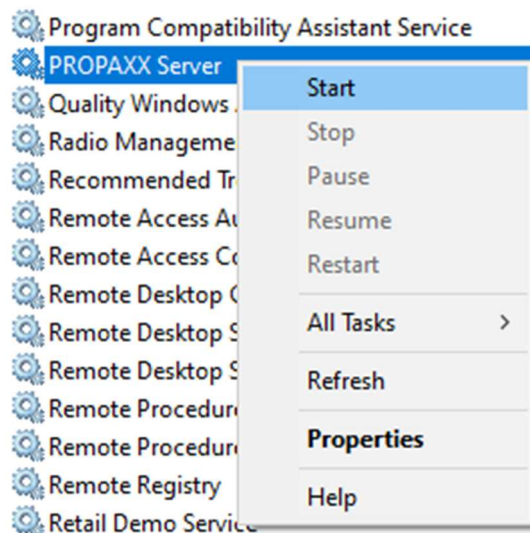 Program Compatibility Assistant Service
PROPAXX Server
Quality Windows
Radio Manageme
Recommended Tr
Remote Access Au
Remote Access Co
Remote Desktop C
Remote Desktop S
Remote Desktop S
Remote Procedure
Remote Procedure
Remote Registry
Retail Demo Service
Start
Stop
Pause
Resume
Restart
All Tasks
Refresh
Properties
Help